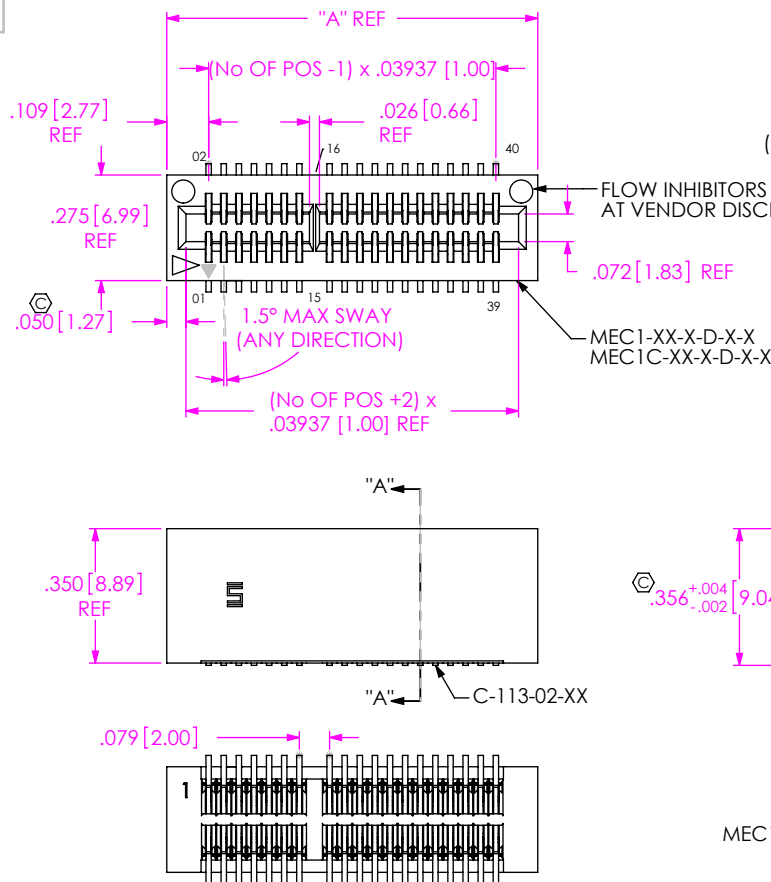 "A" REF
(No OF POS -1) x .03937 [1.00]
.109 [2.77]
REF
.026 [0.66]
REF
02
16
40
FLOW INHIBITORS
AT VENDOR
.275 [6.99]
REF
.072 [1.83] REF
C
.050 [1.27]
01
15
39
1.5° MAX SWAY
(ANY DIRECTION)
MEC1-XX-X-D-X-X
MEC1C-XX-X-D-X-X
(No OF POS +2) x
.03937 [1.00] REF
"A"
.350 [8.89]
REF
C
.356 +.004 -.002 [9.04
"A"
C-113-02-XX
.079 [2.00]
1
MEC